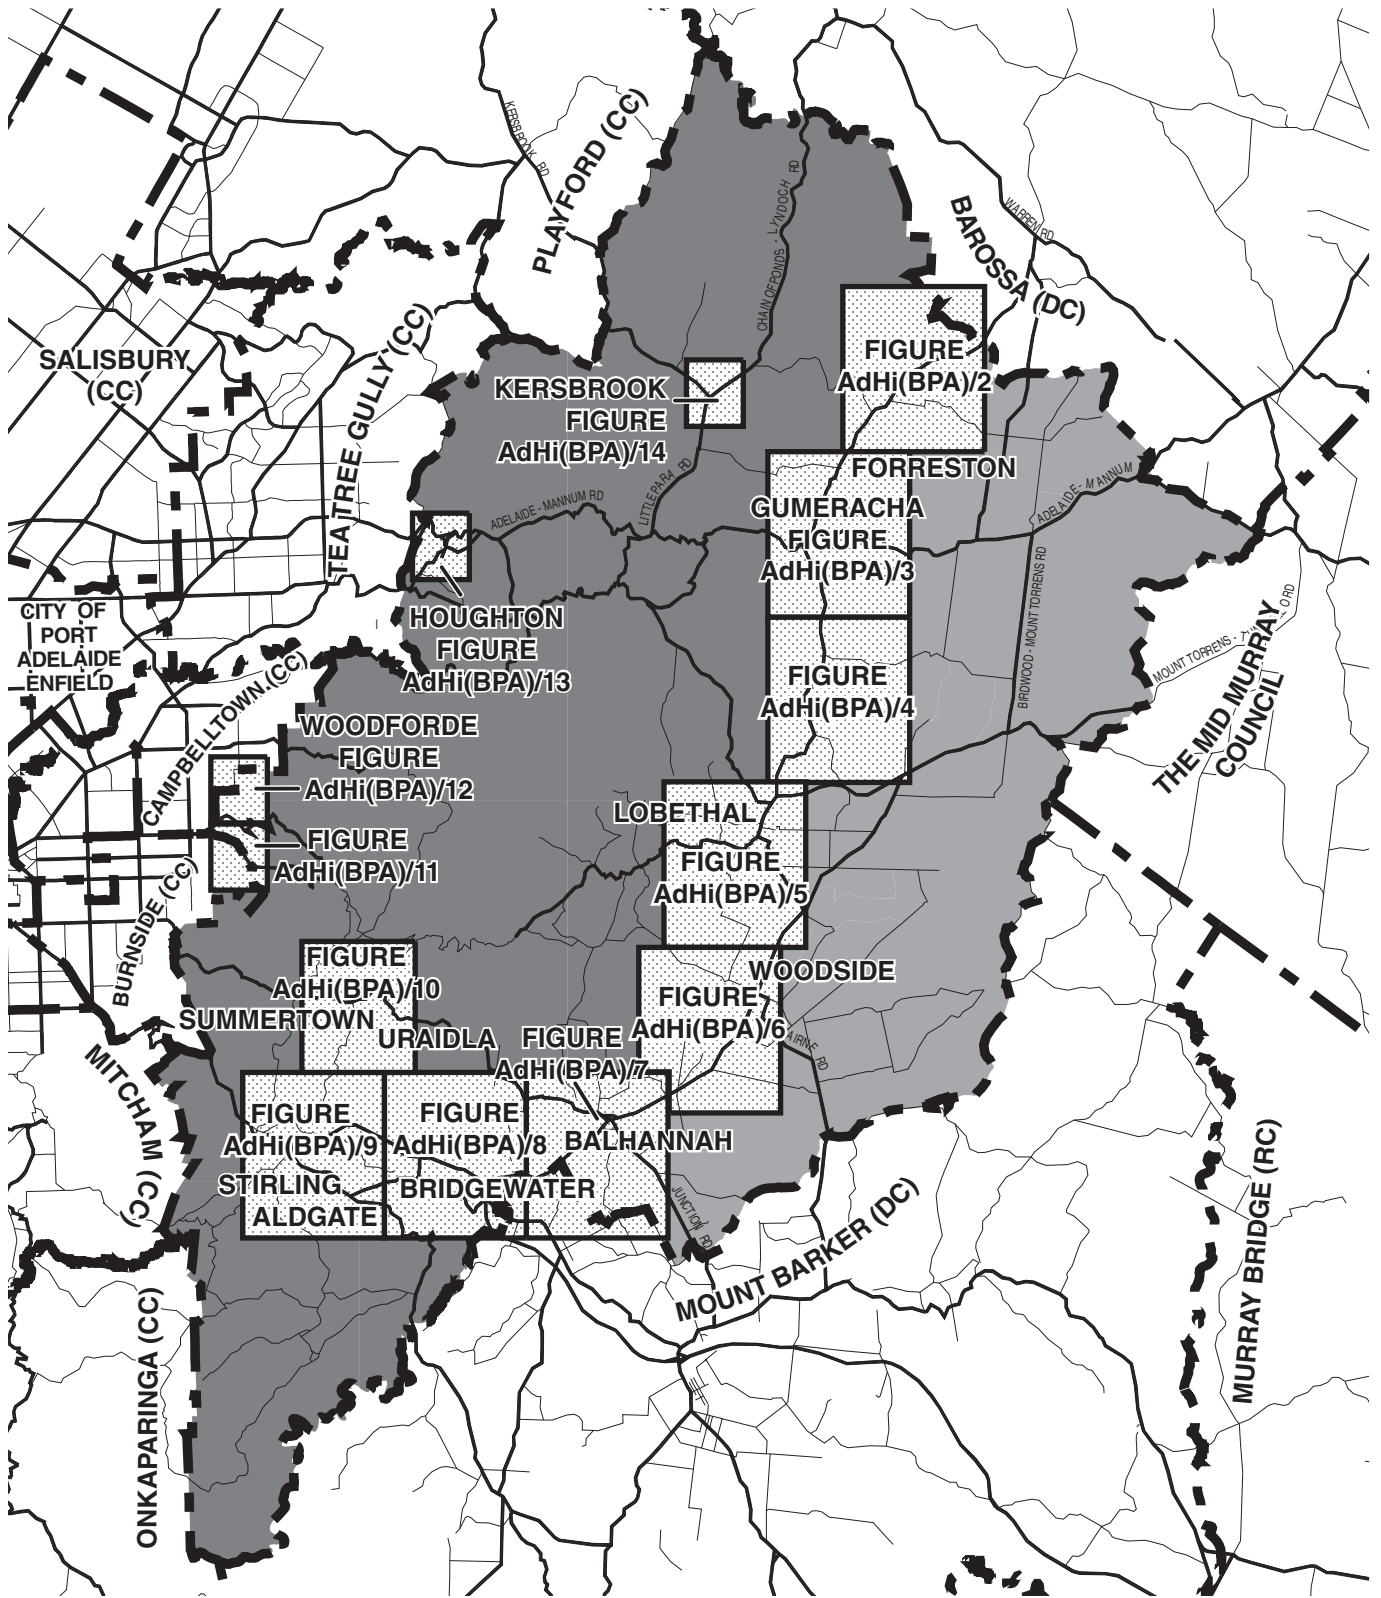 KERSBROOK RD
PLAYFORD (CC)
CHAIN OF PONDS - LYNDOCH RD
WARREN RD
BAROSSA (DC)
SALISBURY
(CC)
TEA TREE GULLY (CC)
FIGURE
AdHi(BPA)/2
KERSBROOK
FIGURE
AdHi(BPA)/14
FORRESTON
LITTLE PARA RD
ADELAIDE - MANNUM RD
ADELAIDE - MANNUM
GUMERACHA
FIGURE
AdHi(BPA)/3
BIRDWOOD - MOUNT TORRENS RD
CITY OF
PORT
ADELAIDE
ENFIELD
HOUGHTON
FIGURE
AdHi(BPA)/13
MOUNT TORRENS -
RD
THE MID MURRAY
COUNCIL
FIGURE
AdHi(BPA)/4
CAMPBELLTOWN (CC)
WOODFORDE
FIGURE
AdHi(BPA)/12
LOBETHAL
FIGURE
AdHi(BPA)/11
FIGURE
AdHi(BPA)/5
BURNSIDE (CC)
FIGURE
AdHi(BPA)/10
SUMMERTOWN
URAIDLA
WOODSIDE
FIGURE
AdHi(BPA)/6
RD
FIGURE
AdHi(BPA)/7
MITCHAM (CC)
FIGURE
AdHi(BPA)/9
FIGURE
AdHi(BPA)/8
BALHANNAH
STIRLING
ALDGATE
BRIDGEWATER
JUNCTION RD
MOUNT BARKER (DC)
MURRAY BRIDGE (RC)
ONKAPARINGA (CC)